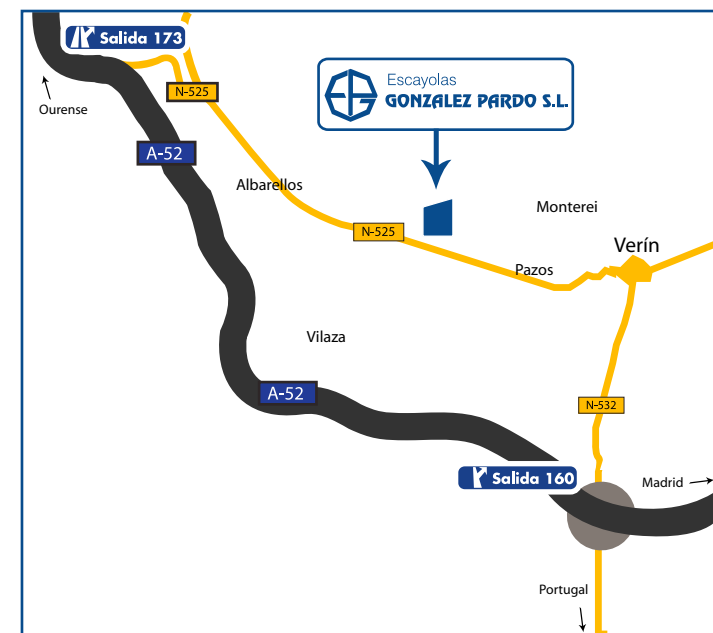 Salida 173
Ourense
N-525
A-52
Escayolas
GONZALEZ PARDO S.L.
Albarellos
Monterei
N-525
Verín
Pazos
Vilaza
A-52
N-532
Salida 160
Madrid
Portugal